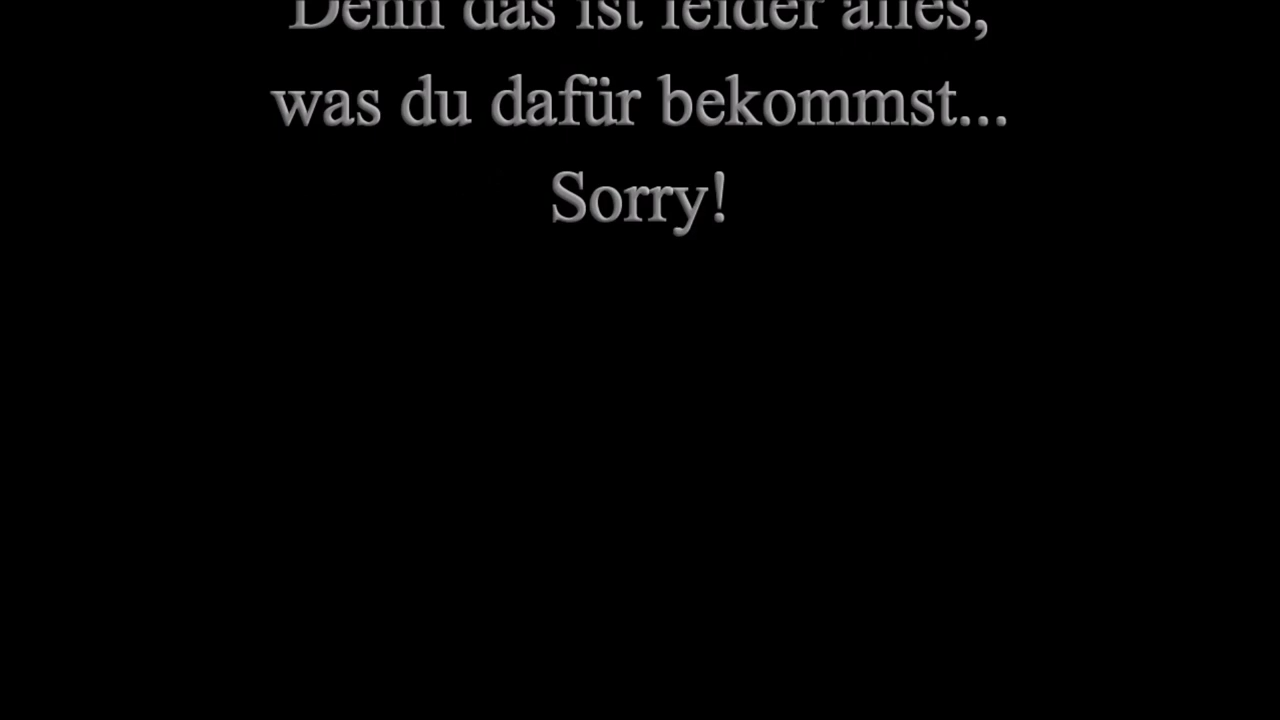 Denn das ist leider alles,
was du dafür bekommst...
Sorry!